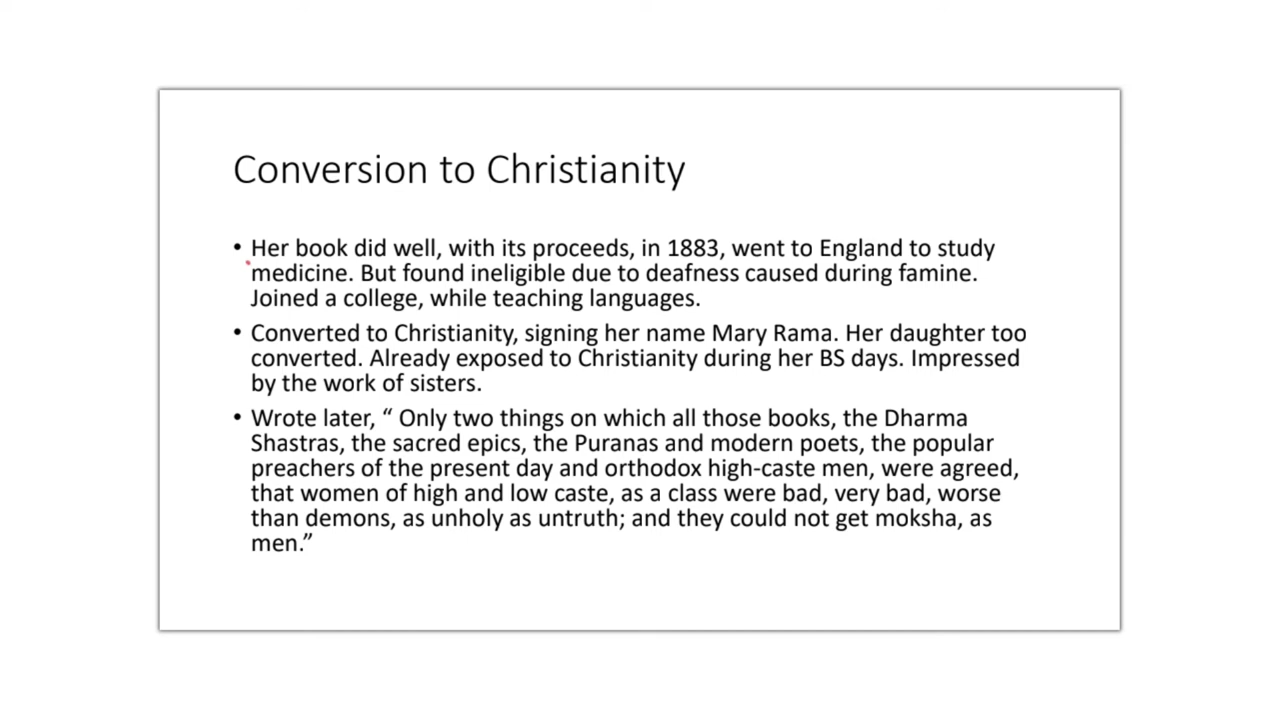 Conversion to Christianity
• Her book did well, with its proceeds, in 1883, went to England to study
medicine. But found ineligible due to deafness caused during famine.
Joined a college, while teaching languages.
• Converted to Christianity, signing her name Mary Rama. Her daughter too
converted. Already exposed to Christianity during her BS days. Impressed
by the work of sisters.
• Wrote later, “ Only two things on which all those books, the Dharma
Shastras, the sacred epics, the Puranas and modern poets, the popular
preachers of the present day and orthodox high-caste men, were agreed,
that women of high and low caste, as a class were bad, very bad, worse
than demons, as unholy as untruth; and they could not get moksha, as
men.”